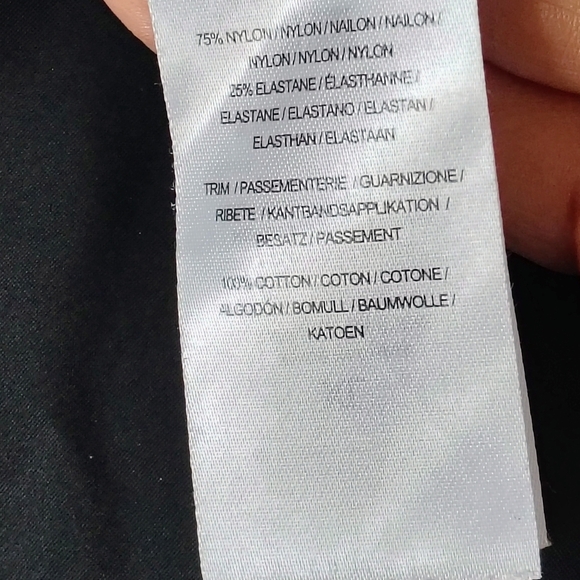 75% NYLON / NYLON / NAILON / NAILON /
NYLON / NYLON / NYLON
25% ELASTANE / ÉLASTHANNE /
ELASTANE / ELASTANO / ELASTAN /
ELASTHAN / ELASTAAN
TRIM / PASSEMENTERIE / GUARNIZIONE /
RIBETE / KANTBANDSAPPLIKATION /
BESATZ / PASSEMENT
100% COTTON / COTON / COTONE /
ALGODÓN / BOMULL / BAUMWOLLE /
KATOEN